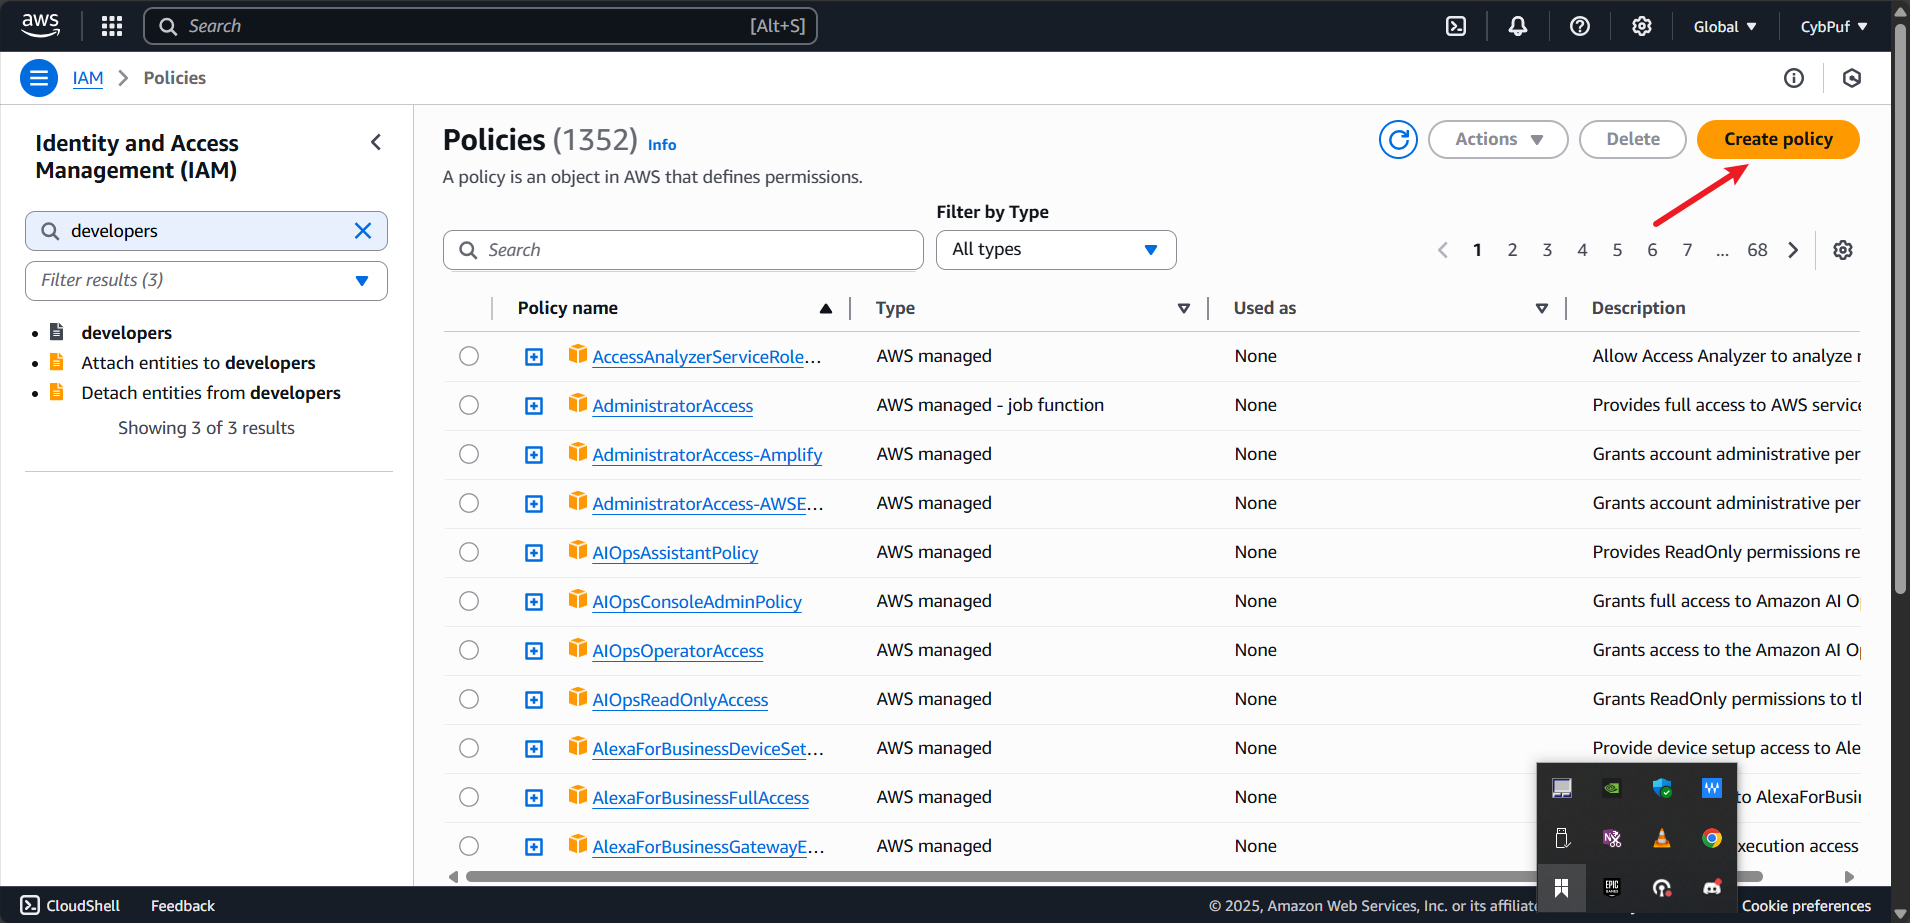 aws
Search [Alt+S]
Global ▼ CybPuf ▼
IAM > Policies
Identity and Access
Management (IAM)
developers
Filter results (3)
• developers
• Attach entities to developers
• Detach entities from developers
Showing 3 of 3 results
Policies (1352) Info
Actions Delete Create policy
A policy is an object in AWS that defines permissions.
Filter by Type
Search
All types
1 2 3 4 5 6 7 ... 68
Policy name Type Used as Description
AccessAnalyzerServiceRole... AWS managed None Allow Access Analyzer to analyze
AdministratorAccess AWS managed - job function None Provides full access to AWS service
AdministratorAccess-Amplify AWS managed None Grants account administrative per
AdministratorAccess-AWSE... AWS managed None Grants account administrative per
AIOpsAssistantPolicy AWS managed None Provides ReadOnly permissions re
AIOpsConsoleAdminPolicy AWS managed None Grants full access to Amazon AI O
AIOpsOperatorAccess AWS managed None Grants access to the Amazon AI O
AIOpsReadOnlyAccess AWS managed None Grants ReadOnly permissions to t
AlexaForBusinessDeviceSet... AWS managed None Provide device setup access to Ale
AlexaForBusinessFullAccess AWS managed None to AlexaForBusi
AlexaForBusinessGatewayE... AWS managed None xecution access
EPIC GAMES
CloudShell Feedback © 2025, Amazon Web Services, Inc. or its affiliate Cookie preferences